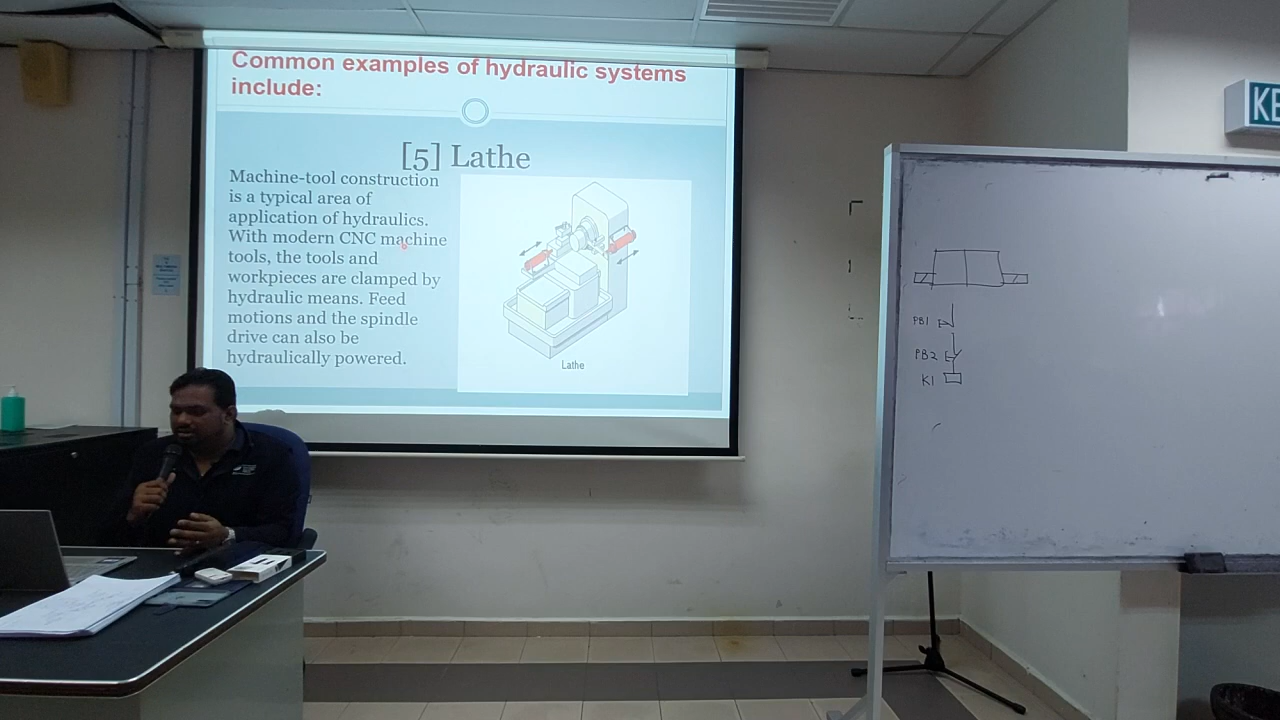 Common examples of hydraulic systems
include:
[5] Lathe
Machine-tool construction
is a typical area of
application of hydraulics.
With modern CNC machine
tools, the tools and
workpieces are clamped by
hydraulic means. Feed
motions and the spindle
drive can also be
hydraulically powered.
Lathe
KE
PB1
PB2
K1